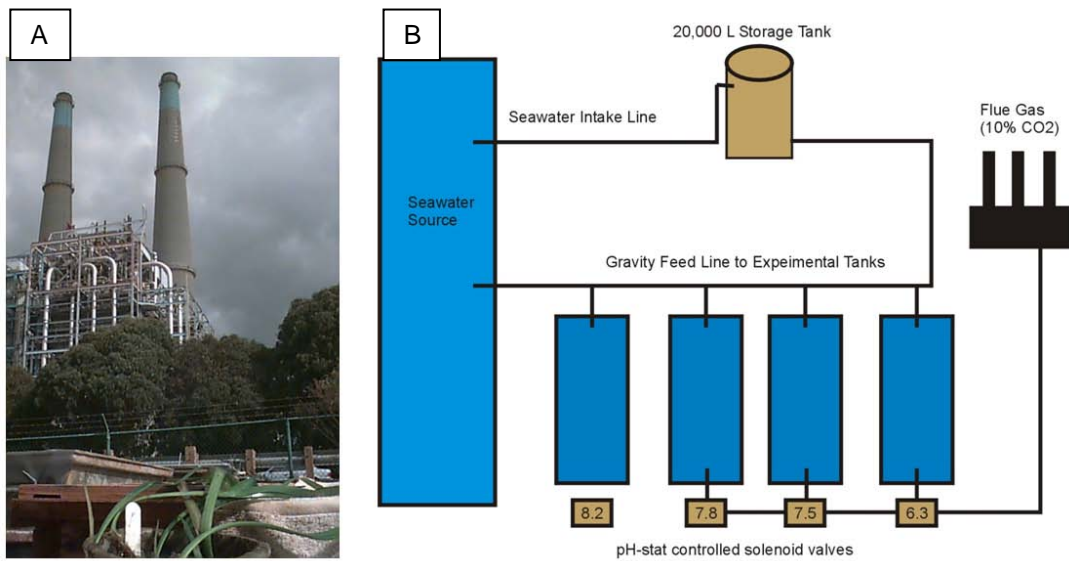 A
B
20,000 L Storage Tank
Seawater Intake Line
Flue Gas
(10% CO2)
Seawater
Source
Gravity Feed Line to Expeimental Tanks
8.2
7.8
7.5
6.3
pH-stat controlled solenoid valves